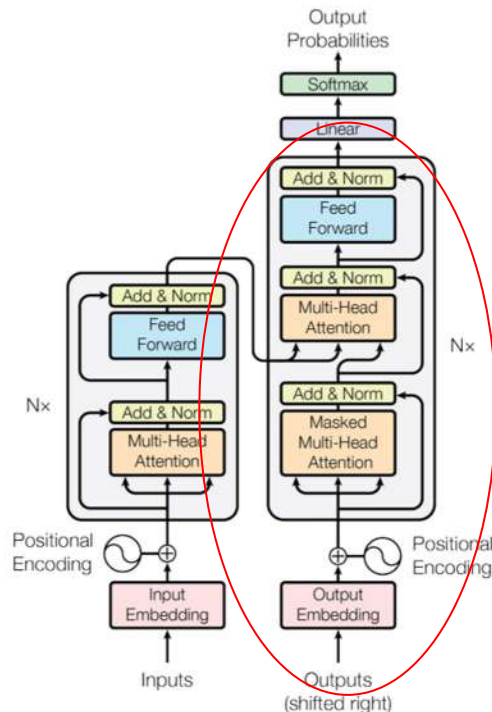 Output
Probabilities
Softmax
Linear
Add & Norm
Feed
Forward
Add & Norm
Multi-Head
Attention
Add & Norm
Masked
Multi-Head
Attention
Nx
Positional
Encoding
Output
Embedding
Outputs
(shifted right)
Add & Norm
Feed
Forward
Add & Norm
Multi-Head
Attention
Nx
Positional
Encoding
Input
Embedding
Inputs